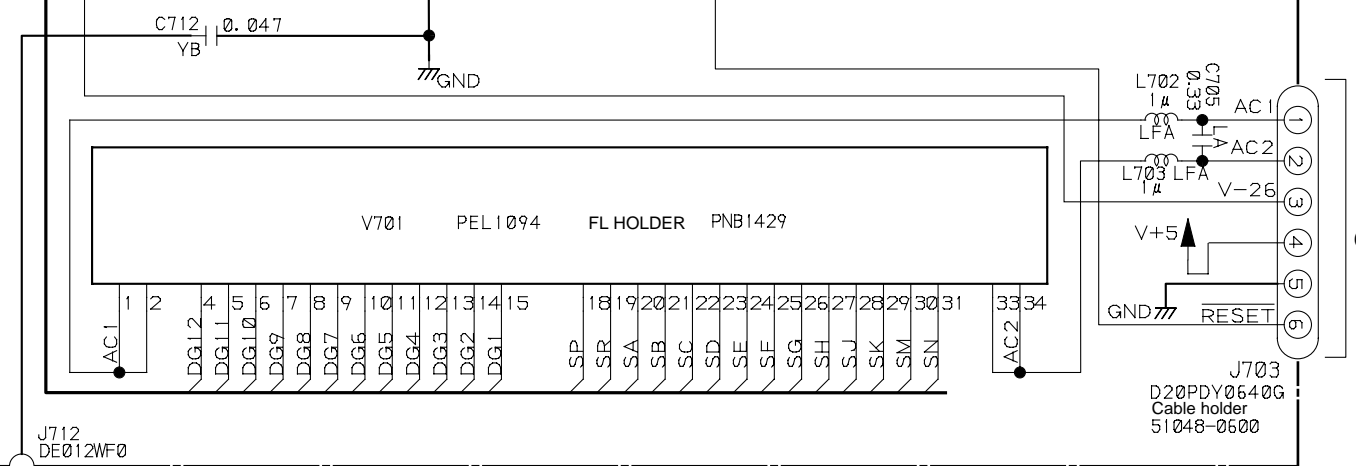 C712 0.047
YB
GND
L702
1μ
LFA
C705
0.33
LA
AC1
1
AC2
2
L703 LFA
1μ
V-26
3
V+5
4
5
GND
RESET
6
V701 PEL1094 FL HOLDER PNB1429
1 2 4 5 6 7 8 9 10 11 12 13 14 15 18 19 20 21 22 23 24 25 26 27 28 29 30 31 33 34
AC1 DG12 DG11 DG10 DG9 DG8 DG7 DG6 DG5 DG4 DG3 DG2 DG1 SP SR SA SB SC SD SE SF SG SH SJ SK SM SN AC2
J703
D20PDY0640G
Cable holder
51048-0600
J712
DE012WF0